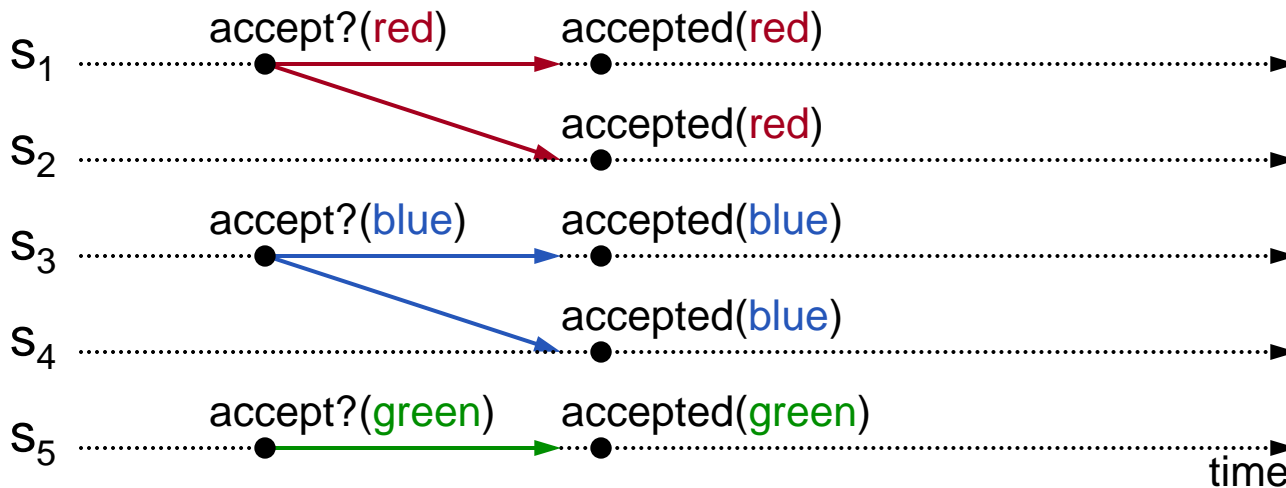 accept?(red) accepted(red)
S1
accepted(red)
S2
accept?(blue) accepted(blue)
S3
accepted(blue)
S4
accept?(green) accepted(green)
S5
time